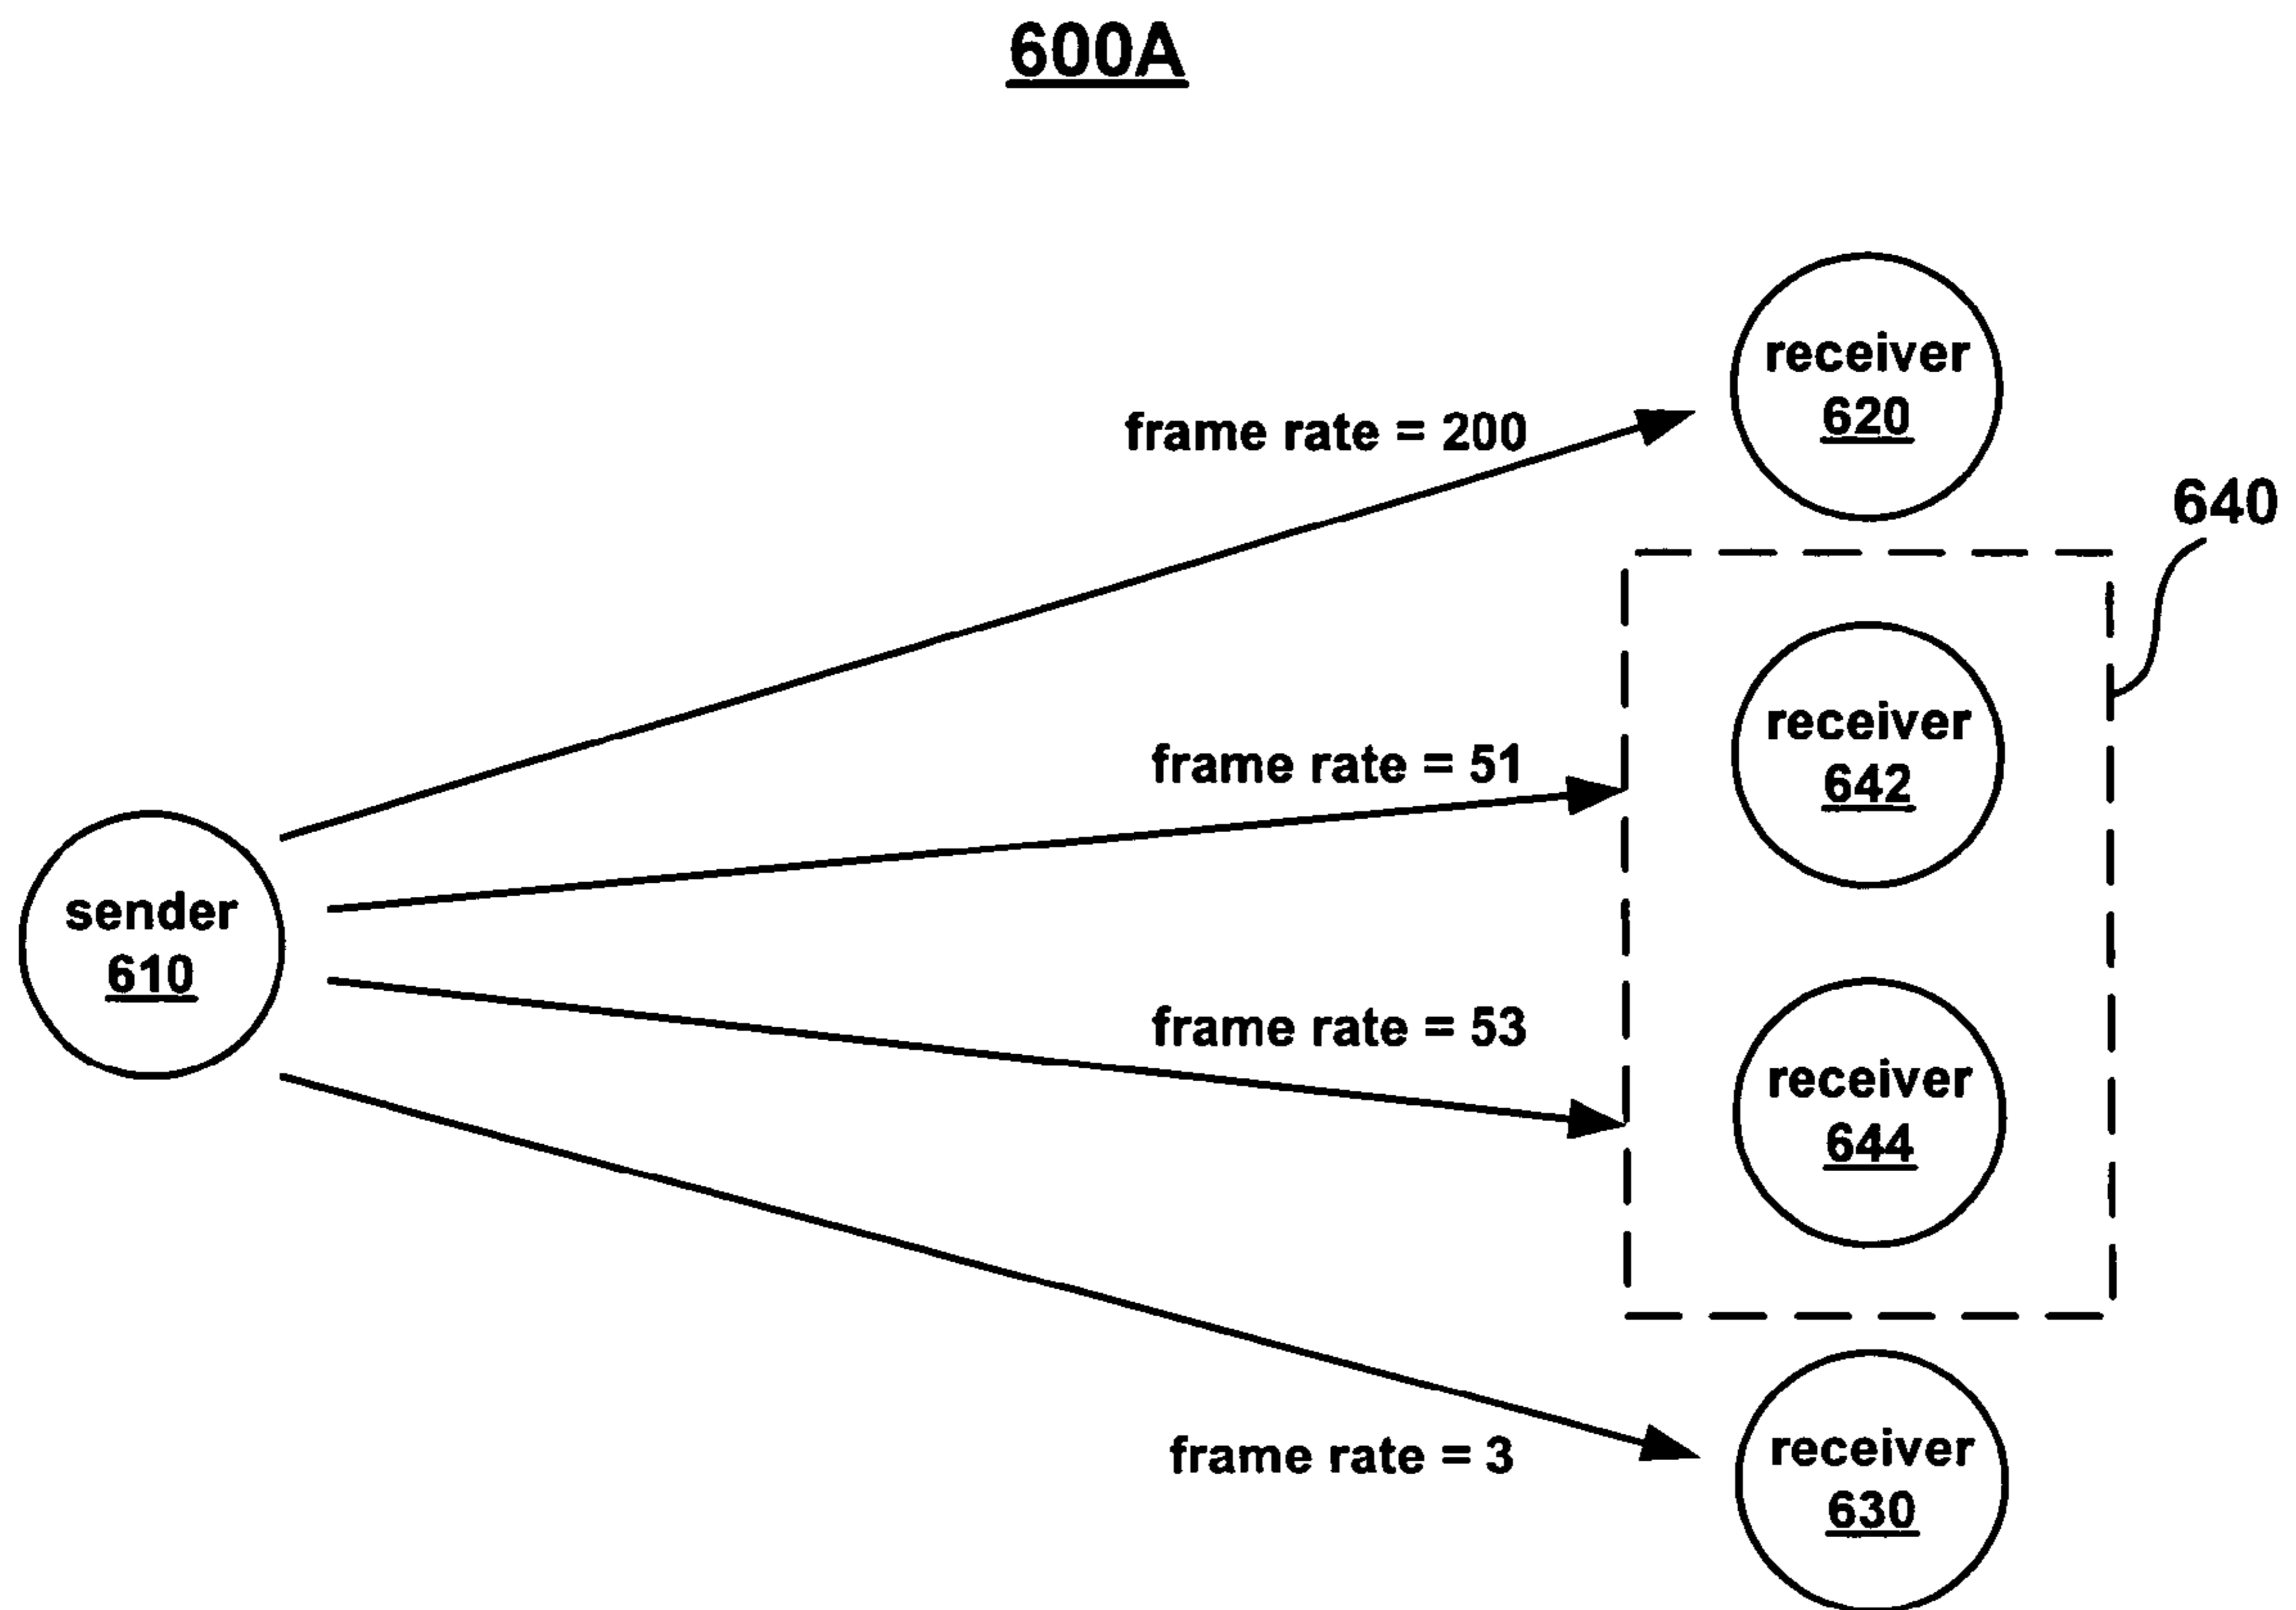 600A
receiver
620
frame rate = 200
640
receiver
642
frame rate = 51
sender
610
frame rate = 53
receiver
644
frame rate = 3
receiver
630